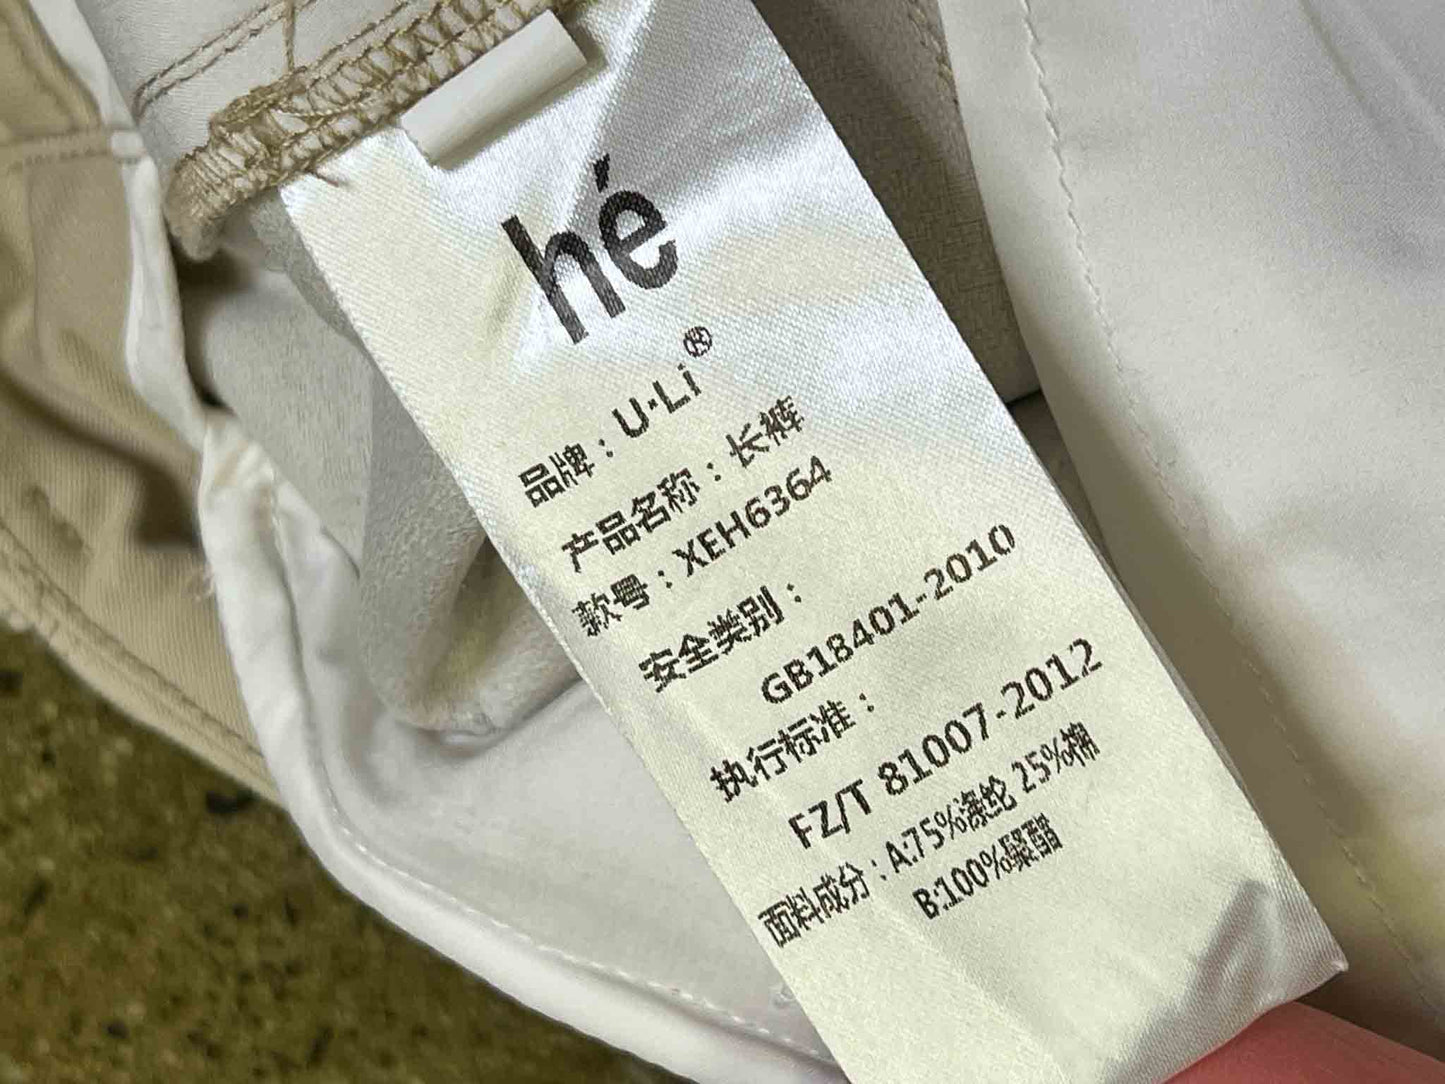 hé
品牌：U·Li®
产品名称：长裤
款号：XEH6364
安全类别：
GB18401-2010
执行标准：
FZ/T 81007-2012
面料成分：A:75%涤纶 25%棉
B:100%聚酯